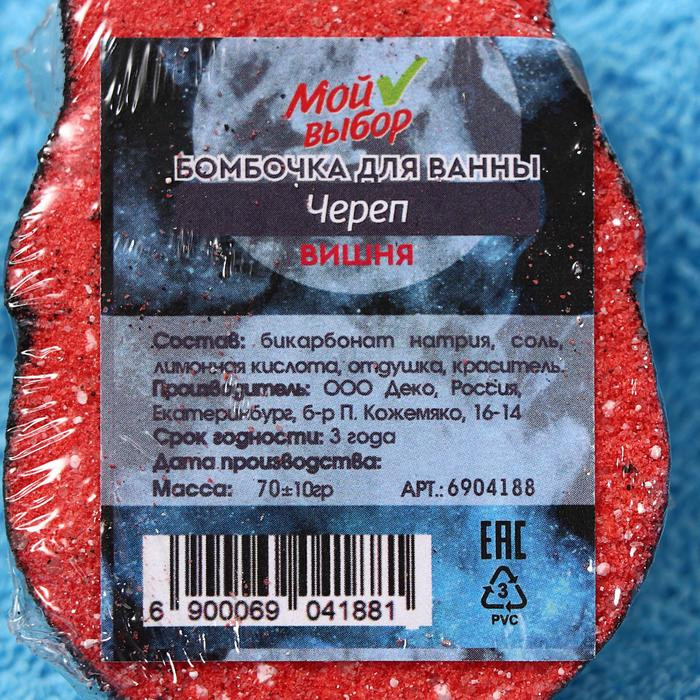 Мой
выбор
БОМБОЧКА ДЛЯ ВАННЫ
Череп
ВИШНЯ
Состав: бикарбонат натрия, соль,
лимонная кислота, отдушка, краситель.
Производитель: ООО Деко, Россия,
Екатеринбург, б-р П. Кожемяко, 16-14
Срок годности: 3 года
Дата производства:
Масса: 70±10гр АРТ.: 6904188
EAC
6 900069 041881
3
PVC